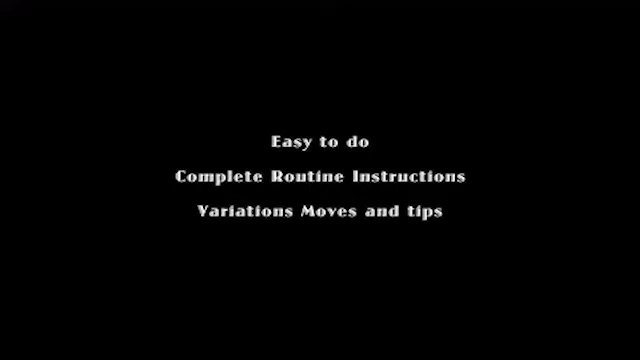 Easy to do
Complete Routine Instructions
Variations Moves and tips